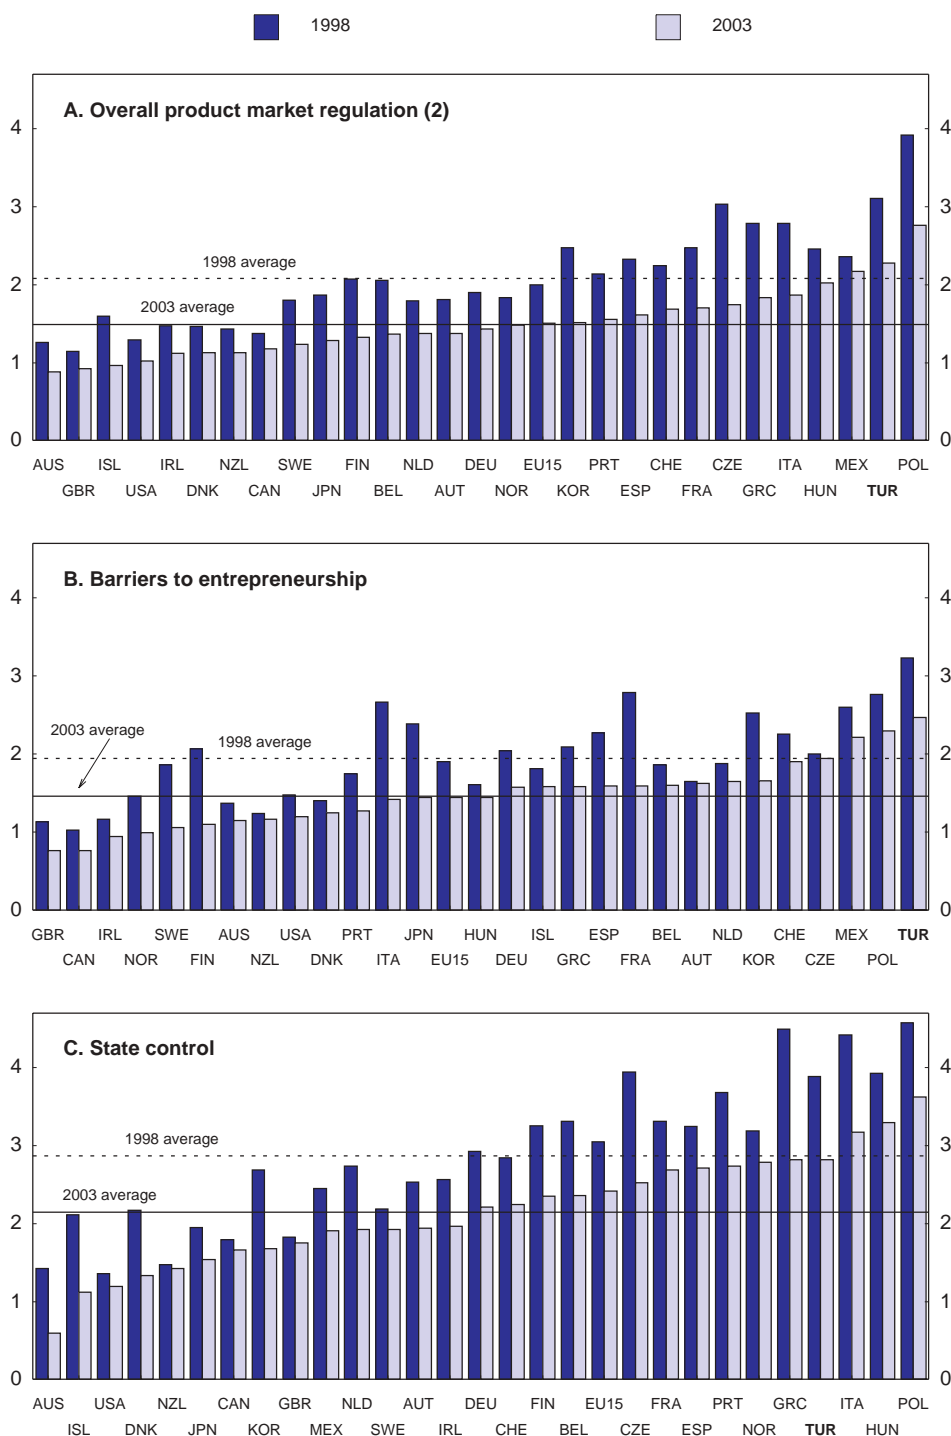 1998 2003
A. Overall product market regulation (2)
4 4
3 3
1998 average
2 2
2003 average
1 1
0 0
AUS ISL IRL NZL SWE FIN NLD DEU EU15 PRT CHE CZE ITA MEX POL
GBR USA DNK CAN JPN BEL AUT NOR KOR ESP FRA GRC HUN TUR
B. Barriers to entrepreneurship
4 4
3 3
2003 average
1998 average
2 2
1 1
0 0
GBR IRL SWE AUS USA PRT JPN HUN ISL ESP BEL NLD CHE MEX TUR
CAN NOR FIN NZL DNK ITA EU15 DEU GRC FRA AUT KOR CZE POL
C. State control
4 4
1998 average
3 3
2003 average
2 2
1 1
0 0
AUS USA NZL CAN GBR NLD AUT DEU FIN EU15 FRA PRT GRC ITA POL
ISL DNK JPN KOR MEX SWE IRL CHE BEL CZE ESP NOR TUR HUN